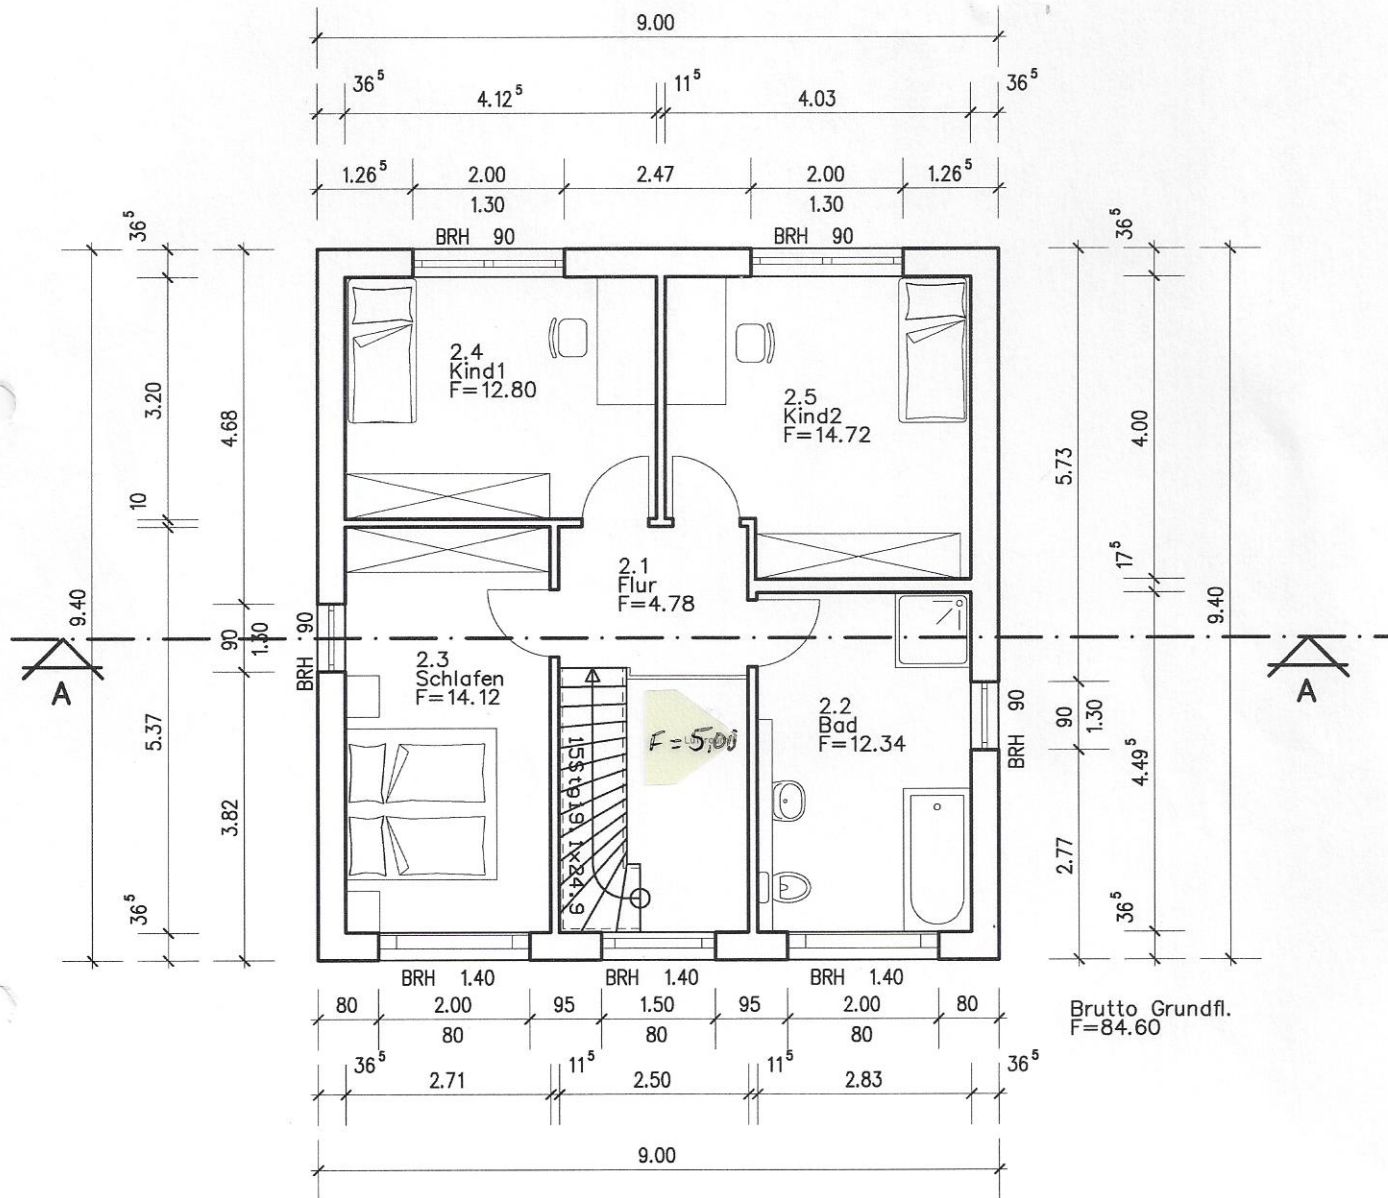 9.00
36⁵ 11⁵ 36⁵
4.12⁵ 4.03
1.26⁵ 2.00 2.47 2.00 1.26⁵
1.30 1.30
BRH 90 BRH 90
36⁵
3.20
10
5.37
36⁵
9.40
4.68
90
1.30
3.82
BRH 90
A
2.4
Kind1
F=12.80
2.5
Kind2
F=14.72
2.1
Flur
F=4.78
2.3
Schlafen
F=14.12
2.2
Bad
F=12.34
F=5,00
15Stg19.1x24.9
36⁵
5.73
4.00
17⁵
9.40
90
1.30
BRH 90
4.49⁵
2.77
36⁵
A
BRH 1.40 BRH 1.40 BRH 1.40
80 2.00 95 1.50 95 2.00 80
80 80 80
36⁵ 11⁵ 11⁵ 36⁵
2.71 2.50 2.83
9.00
Brutto Grundfl.
F=84.60